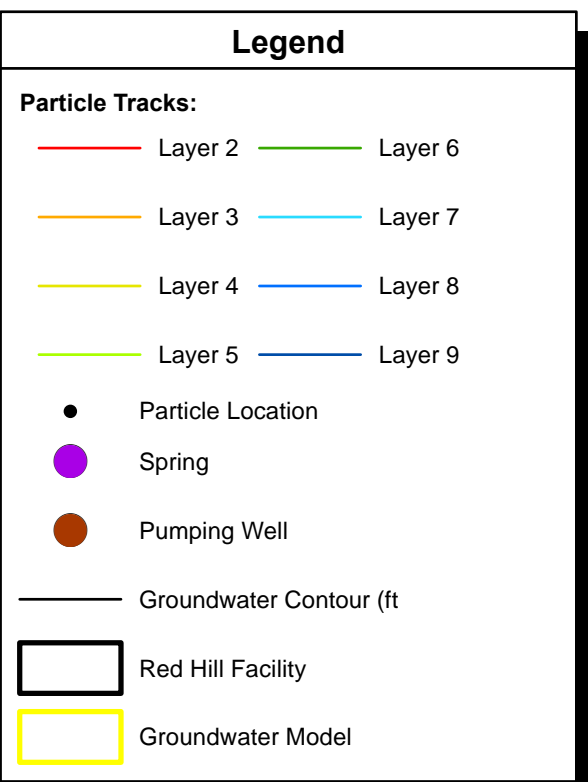 Legend
Particle Tracks:
Layer 2 Layer 6
Layer 3 Layer 7
Layer 4 Layer 8
Layer 5 Layer 9
Particle Location
Spring
Pumping Well
Groundwater Contour (ft
Red Hill Facility
Groundwater Model